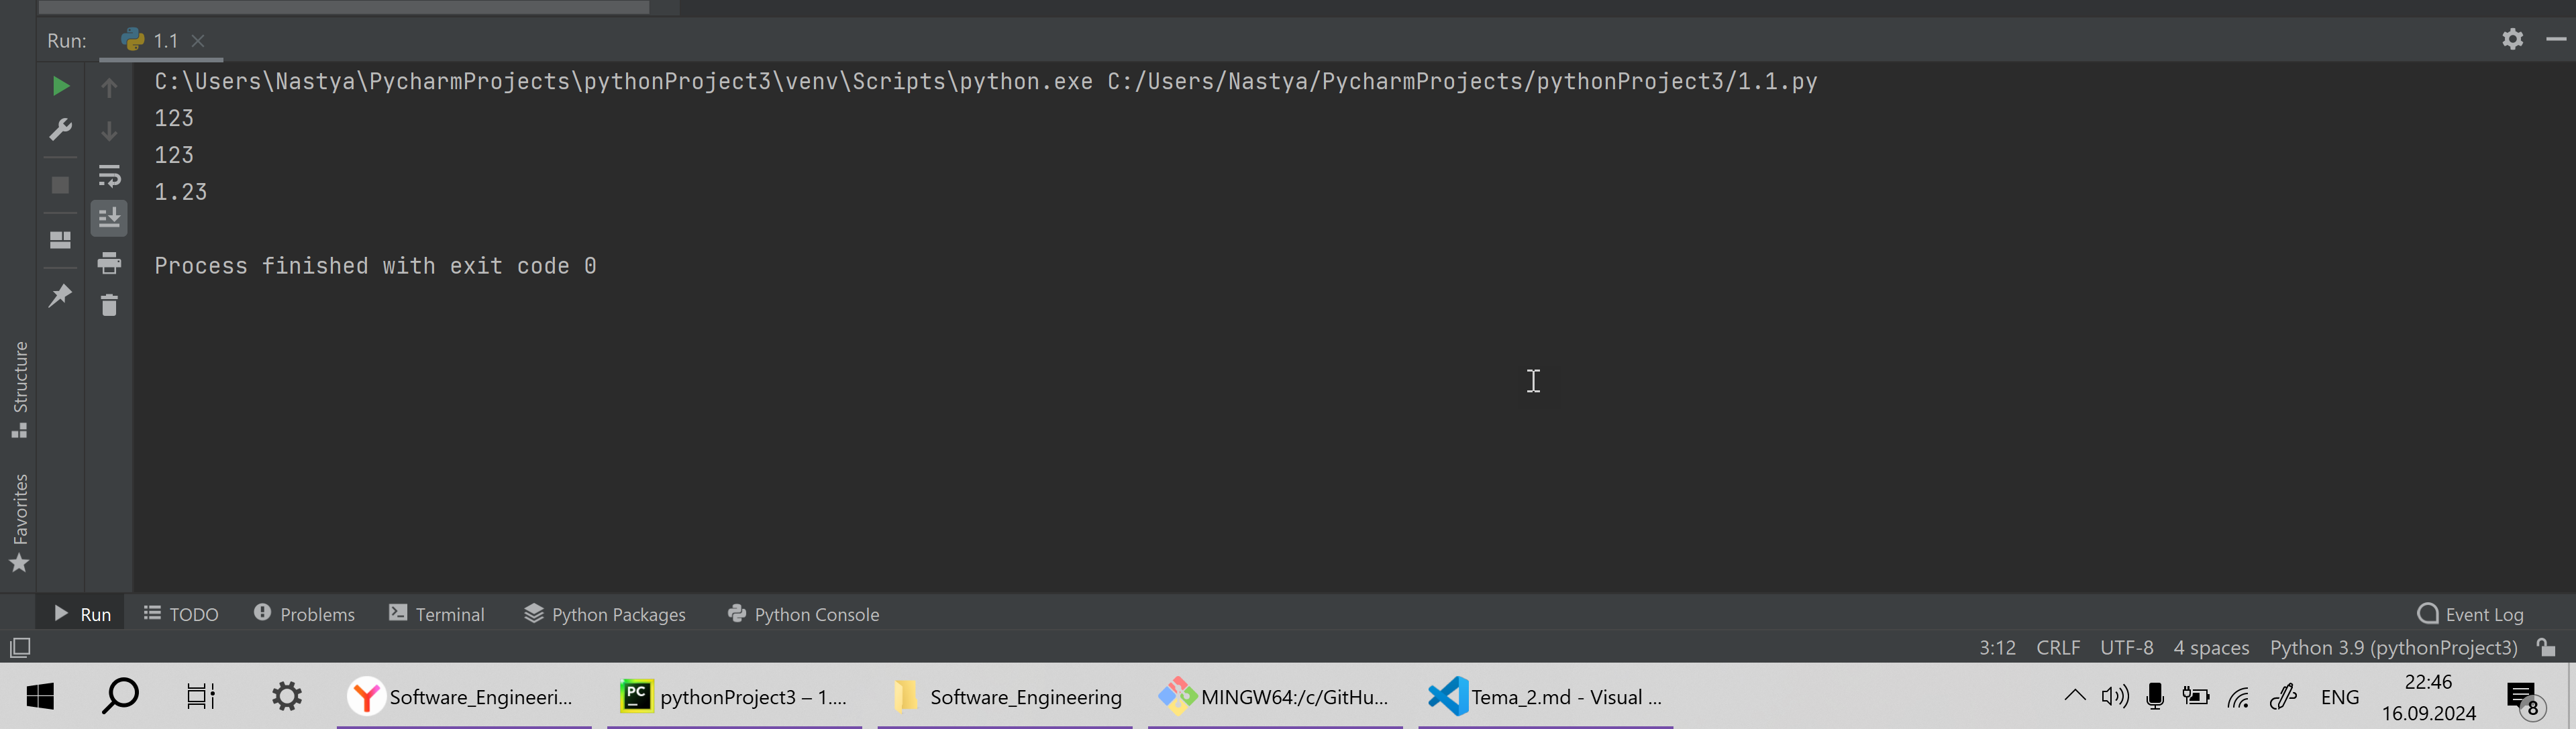 Run: 1.1
C:\Users\Nastya\PycharmProjects\pythonProject3\venv\Scripts\python.exe C:/Users/Nastya/PycharmProjects/pythonProject3/1.1.py
123
123
1.23
Process finished with exit code 0
Structure
Favorites
Run TODO Problems Terminal Python Packages Python Console Event Log
3:12 CRLF UTF-8 4 spaces Python 3.9 (pythonProject3)
Software_Engineeri... pythonProject3 – 1.... Software_Engineering MINGW64:/c/GitHu... Tema_2.md - Visual ... ENG 22:46
16.09.2024 8